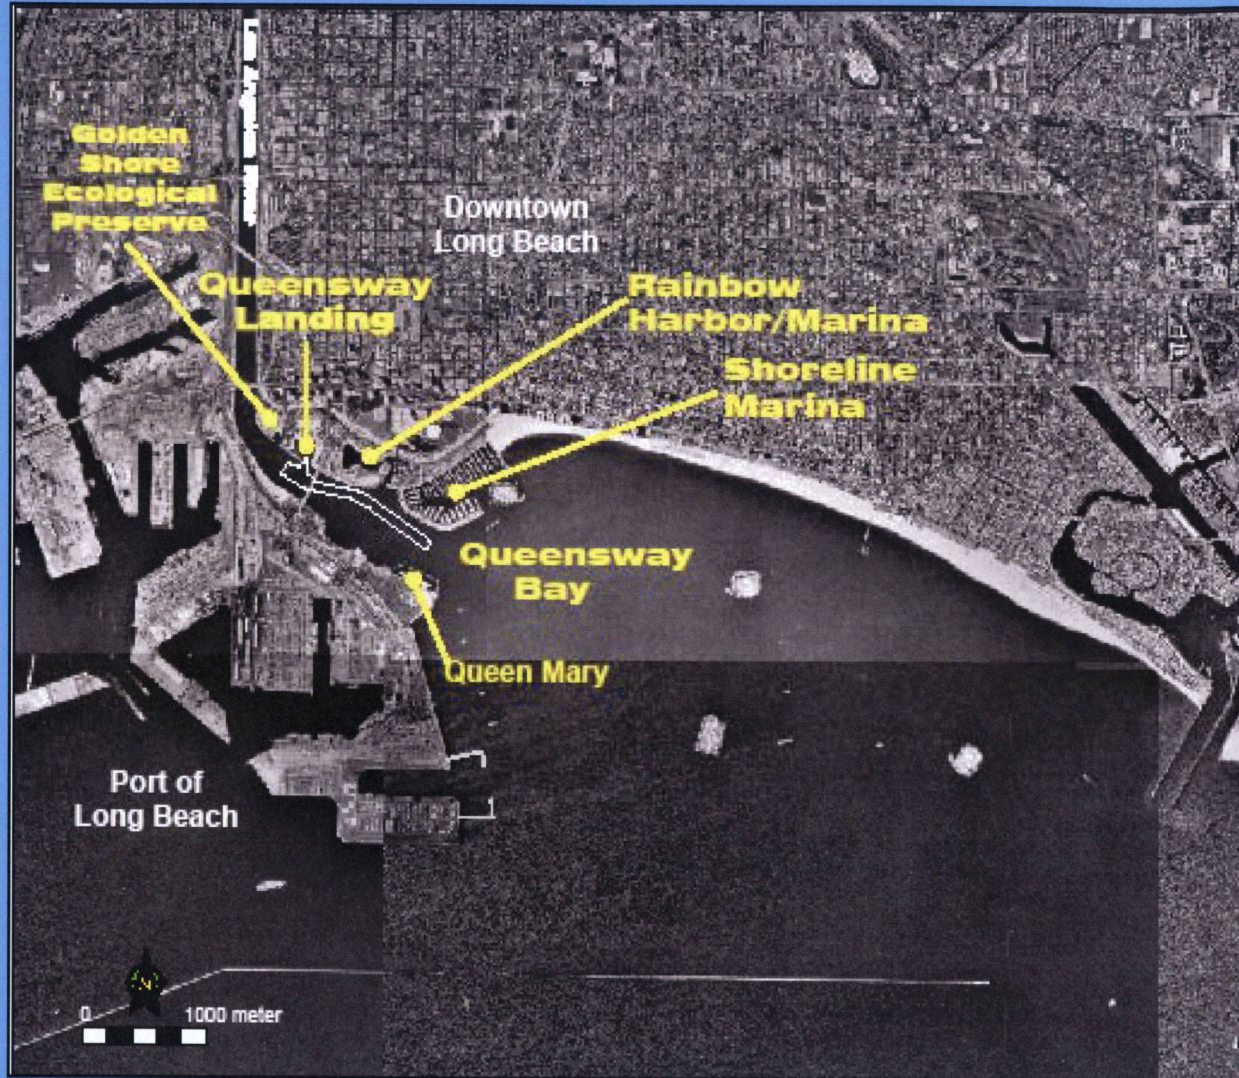 Golden
Shore
Ecological
Preserve
Downtown
Long Beach
Queensway
Landing
Rainbow
Harbor/Marina
Shoreline
Marina
Queensway
Bay
Queen Mary
Port of
Long Beach
N
0 1000 meter